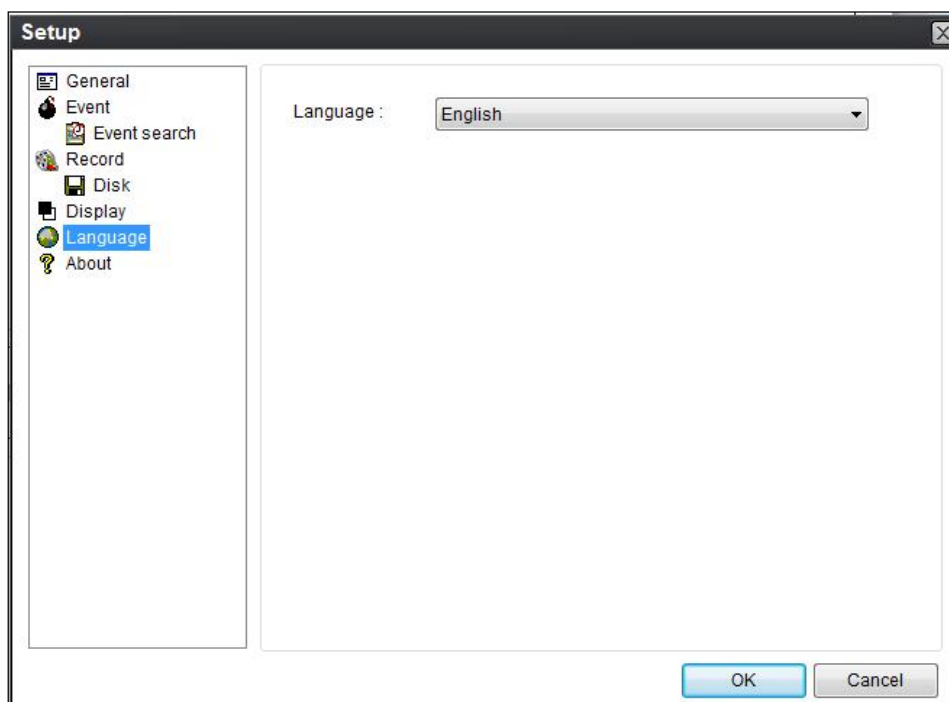 Setup
General
Event
Event search
Record
Disk
Display
Language
About
Language :
English
OK
Cancel